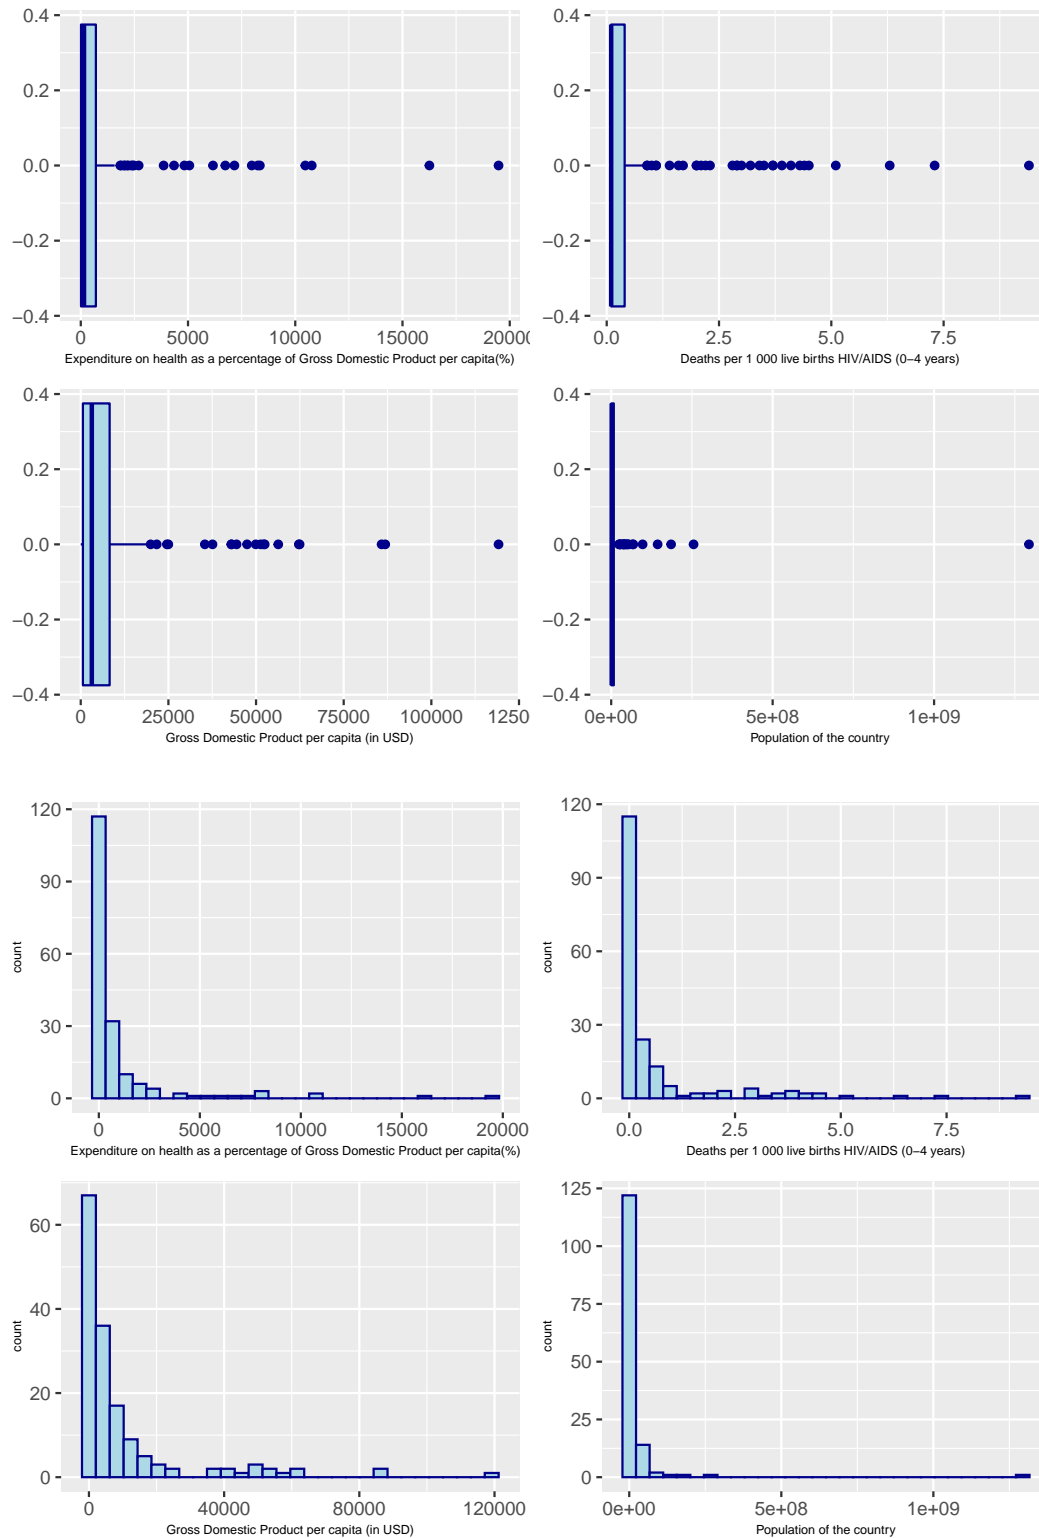 0.4
0.2
0.0
−0.2
−0.4
0 5000 10000 15000 20000
Expenditure on health as a percentage of Gross Domestic Product per capita(%)
0.4
0.2
0.0
−0.2
−0.4
0.0 2.5 5.0 7.5
Deaths per 1 000 live births HIV/AIDS (0−4 years)
0.4
0.2
0.0
−0.2
−0.4
0 25000 50000 75000 100000 1250
Gross Domestic Product per capita (in USD)
0.4
0.2
0.0
−0.2
−0.4
0e+00 5e+08 1e+09
Population of the country
120
90
60
30
0
count
0 5000 10000 15000 20000
Expenditure on health as a percentage of Gross Domestic Product per capita(%)
120
90
60
30
0
count
0.0 2.5 5.0 7.5
Deaths per 1 000 live births HIV/AIDS (0−4 years)
60
40
20
0
count
0 40000 80000 120000
Gross Domestic Product per capita (in USD)
125
100
75
50
25
0
count
0e+00 5e+08 1e+09
Population of the country